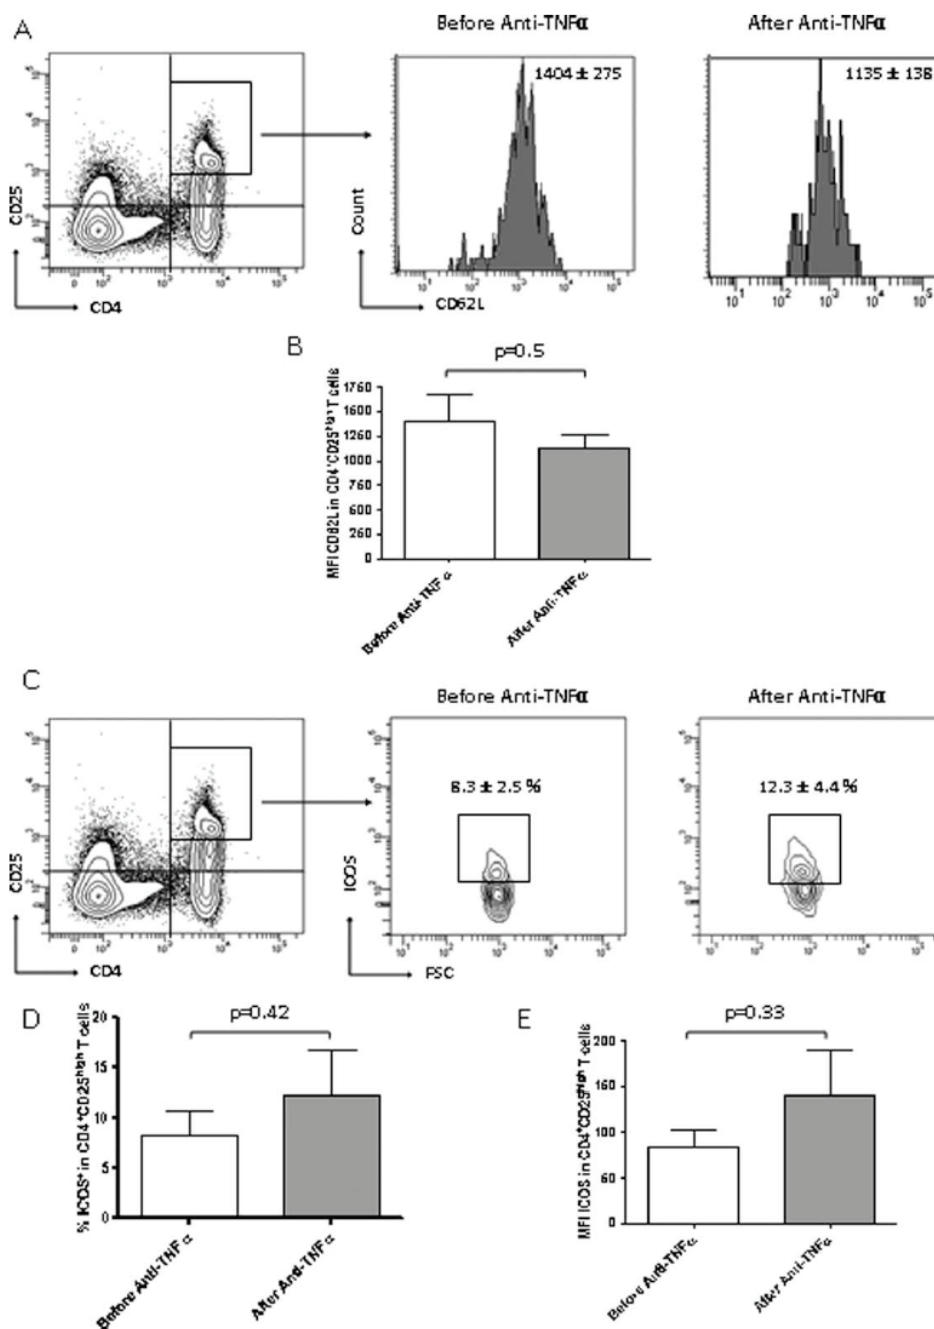 A
Before Anti-TNFα
After Anti-TNFα
1404 ± 275
1135 ± 138
CD25
CD4
Count
CD62L
B
p=0.5
MFI CD62L in CD4⁺CD25ʰⁱᵍʰ T cells
1760
1500
1260
1000
760
500
260
0
Before Anti-TNFα
After Anti-TNFα
C
Before Anti-TNFα
After Anti-TNFα
8.3 ± 2.5 %
12.3 ± 4.4 %
CD25
CD4
ICOS
FSC
D
p=0.42
% ICOS⁺ in CD4⁺CD25ʰⁱᵍʰ T cells
20
15
10
5
0
Before Anti-TNFα
After Anti-TNFα
E
p=0.33
MFI ICOS in CD4⁺CD25ʰⁱᵍʰ T cells
200
150
100
50
0
Before Anti-TNFα
After Anti-TNFα